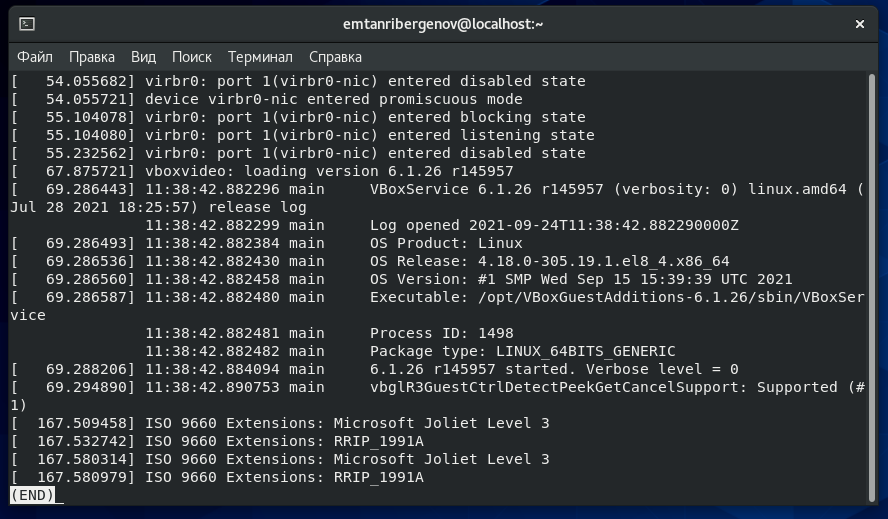 emtanribergenov@localhost:~
Файл Правка Вид Поиск Терминал Справка
[   54.055682] virbr0: port 1(virbr0-nic) entered disabled state
[   54.055721] device virbr0-nic entered promiscuous mode
[   55.104078] virbr0: port 1(virbr0-nic) entered blocking state
[   55.104080] virbr0: port 1(virbr0-nic) entered listening state
[   55.232562] virbr0: port 1(virbr0-nic) entered disabled state
[   67.875721] vboxvideo: loading version 6.1.26 r145957
[   69.286443] 11:38:42.882296 main     VBoxService 6.1.26 r145957 (verbosity: 0) linux.amd64 (
Jul 28 2021 18:25:57) release log
               11:38:42.882299 main     Log opened 2021-09-24T11:38:42.882290000Z
[   69.286493] 11:38:42.882384 main     OS Product: Linux
[   69.286536] 11:38:42.882430 main     OS Release: 4.18.0-305.19.1.el8_4.x86_64
[   69.286560] 11:38:42.882458 main     OS Version: #1 SMP Wed Sep 15 15:39:39 UTC 2021
[   69.286587] 11:38:42.882480 main     Executable: /opt/VBoxGuestAdditions-6.1.26/sbin/VBoxSer
vice
               11:38:42.882481 main     Process ID: 1498
               11:38:42.882482 main     Package type: LINUX_64BITS_GENERIC
[   69.288206] 11:38:42.884094 main     6.1.26 r145957 started. Verbose level = 0
[   69.294890] 11:38:42.890753 main     vbglR3GuestCtrlDetectPeekGetCancelSupport: Supported (#
1)
[  167.509458] ISO 9660 Extensions: Microsoft Joliet Level 3
[  167.532742] ISO 9660 Extensions: RRIP_1991A
[  167.580314] ISO 9660 Extensions: Microsoft Joliet Level 3
[  167.580979] ISO 9660 Extensions: RRIP_1991A
(END)